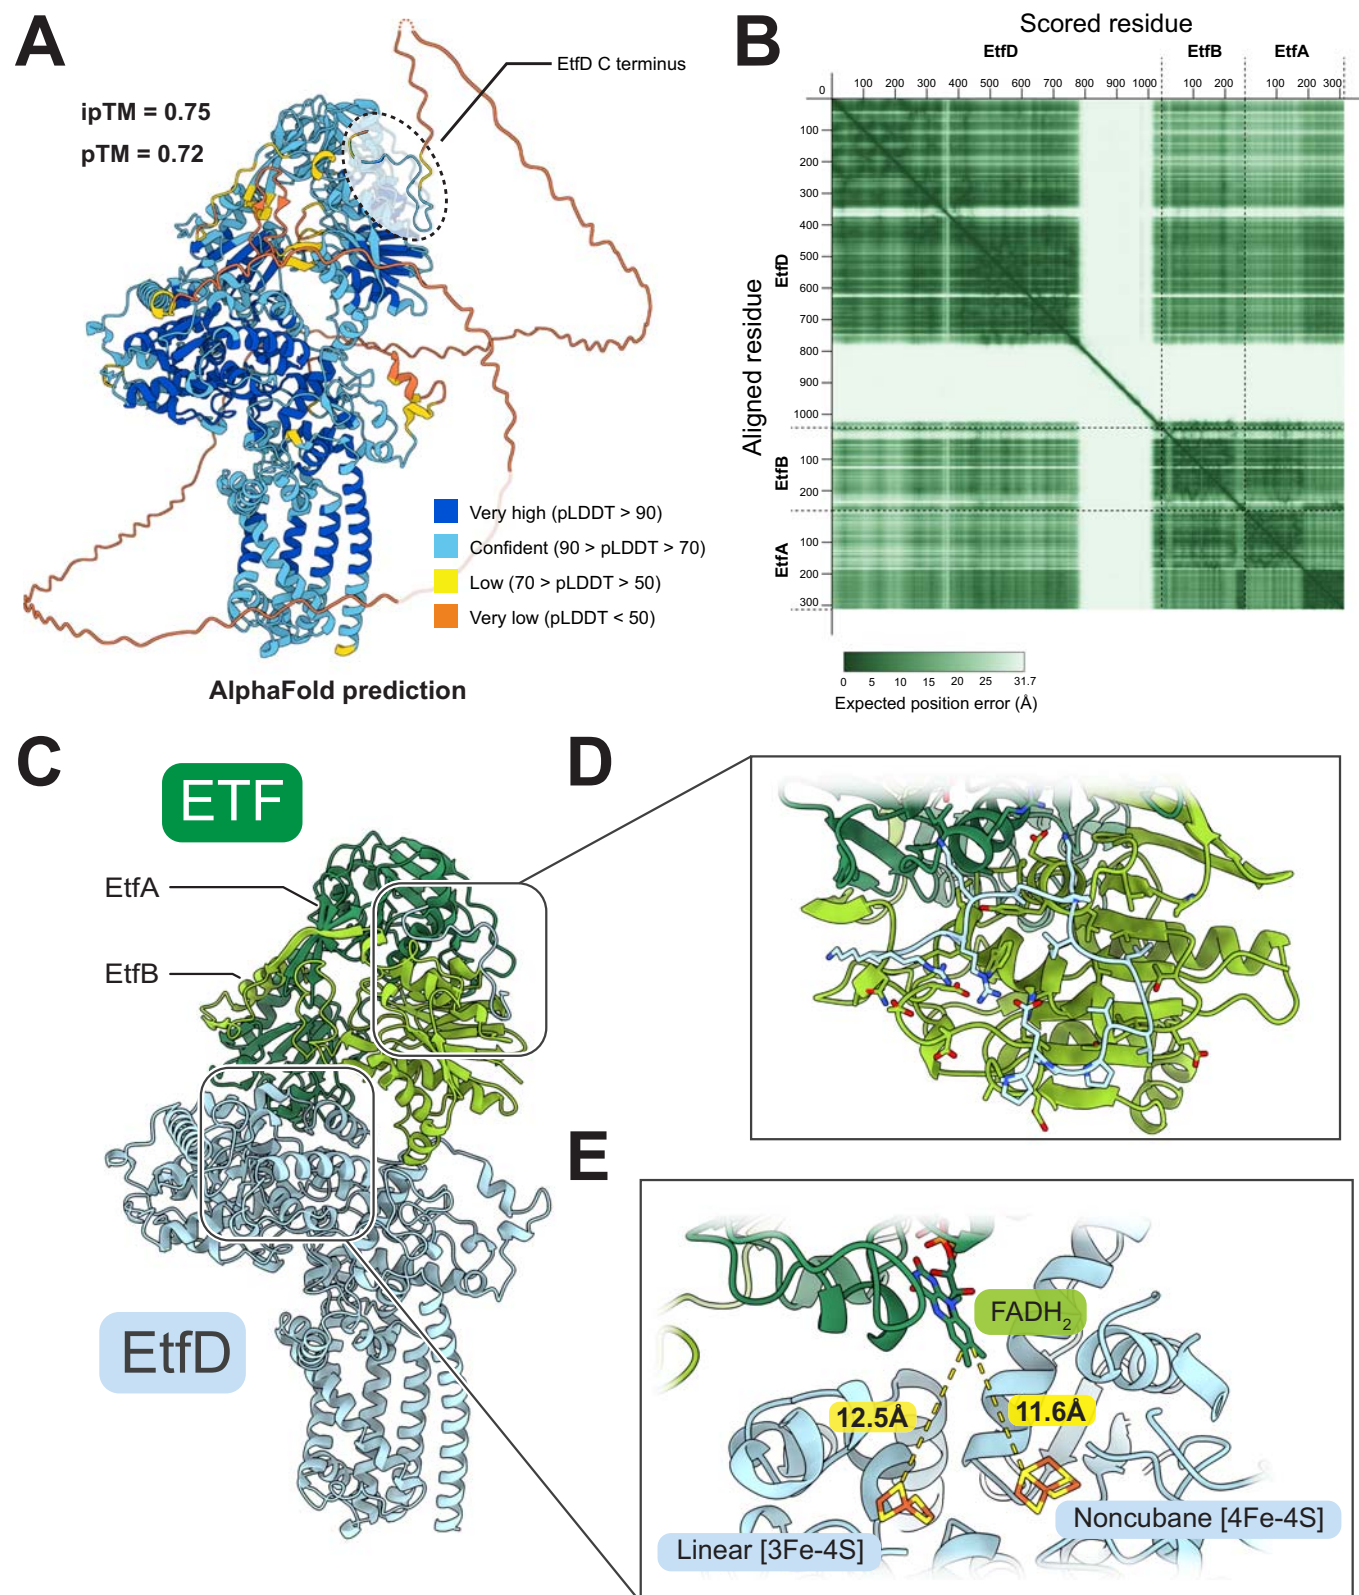 A
ipTM = 0.75
pTM = 0.72
EtfD C terminus
Very high (pLDDT > 90)
Confident (90 > pLDDT > 70)
Low (70 > pLDDT > 50)
Very low (pLDDT < 50)
AlphaFold prediction
B
Scored residue
EtfD EtfB EtfA
0 100 200 300 400 500 600 700 800 900 1000 100 200 100 200 300
Aligned residue
EtfD
100
200
300
400
500
600
700
800
900
1000
EtfB
100
200
EtfA
100
200
300
0 5 10 15 20 25 31.7
Expected position error (Å)
C
ETF
EtfA
EtfB
EtfD
D
E
FADH2
12.5Å
11.6Å
Linear [3Fe-4S]
Noncubane [4Fe-4S]